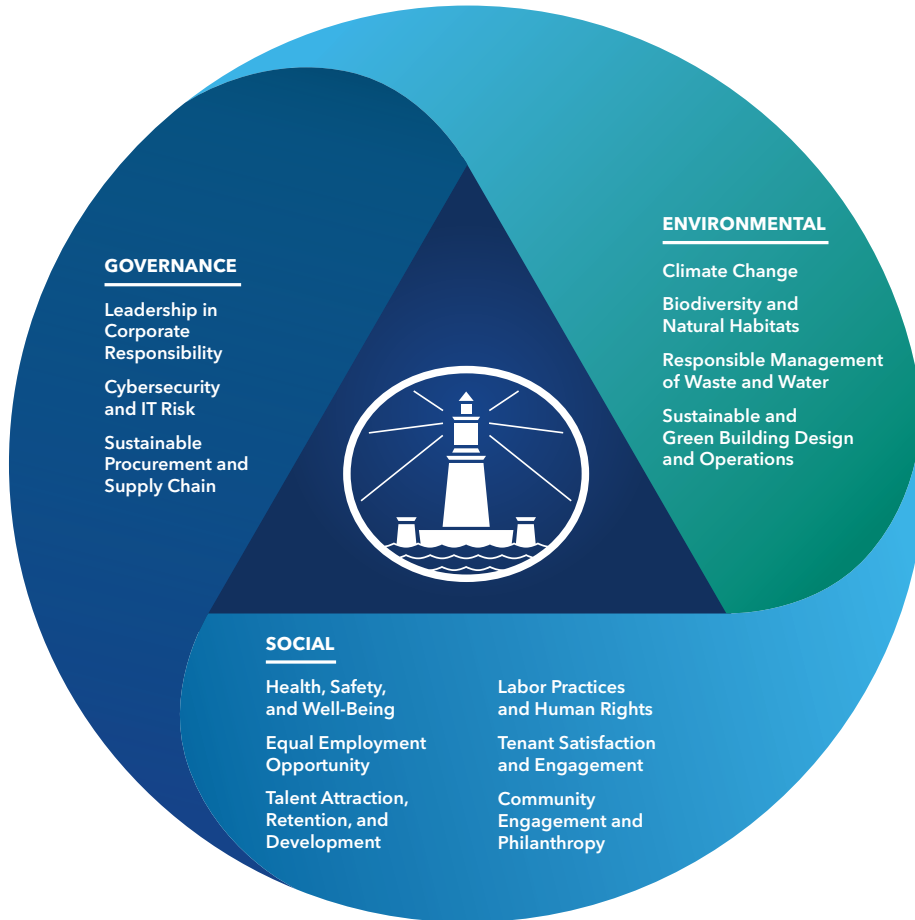 GOVERNANCE
Leadership in
Corporate
Responsibility
Cybersecurity
and IT Risk
Sustainable
Procurement and
Supply Chain
ENVIRONMENTAL
Climate Change
Biodiversity and
Natural Habitats
Responsible Management
of Waste and Water
Sustainable and
Green Building Design
and Operations
SOCIAL
Health, Safety,
and Well-Being
Equal Employment
Opportunity
Talent Attraction,
Retention, and
Development
Labor Practices
and Human Rights
Tenant Satisfaction
and Engagement
Community
Engagement and
Philanthropy